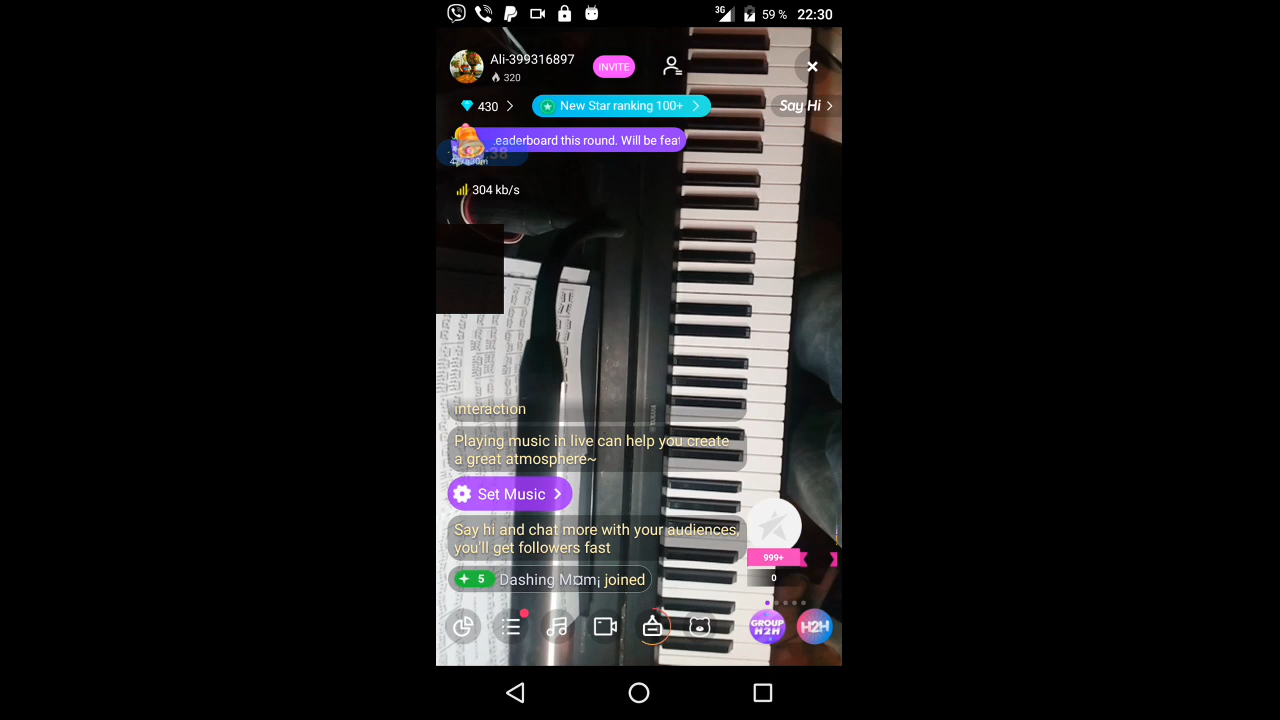 3G 59 % 22:30
Ali-399316897
320
INVITE
430
New Star ranking 100+
Say Hi
eaderboard this round. Will be feat
304 kb/s
interaction
Playing music in live can help you create
a great atmosphere~
Set Music
Say hi and chat more with your audiences,
you'll get followers fast
5 Dashing M¤m¡ joined
999+
0
GROUP
H2H
H2H